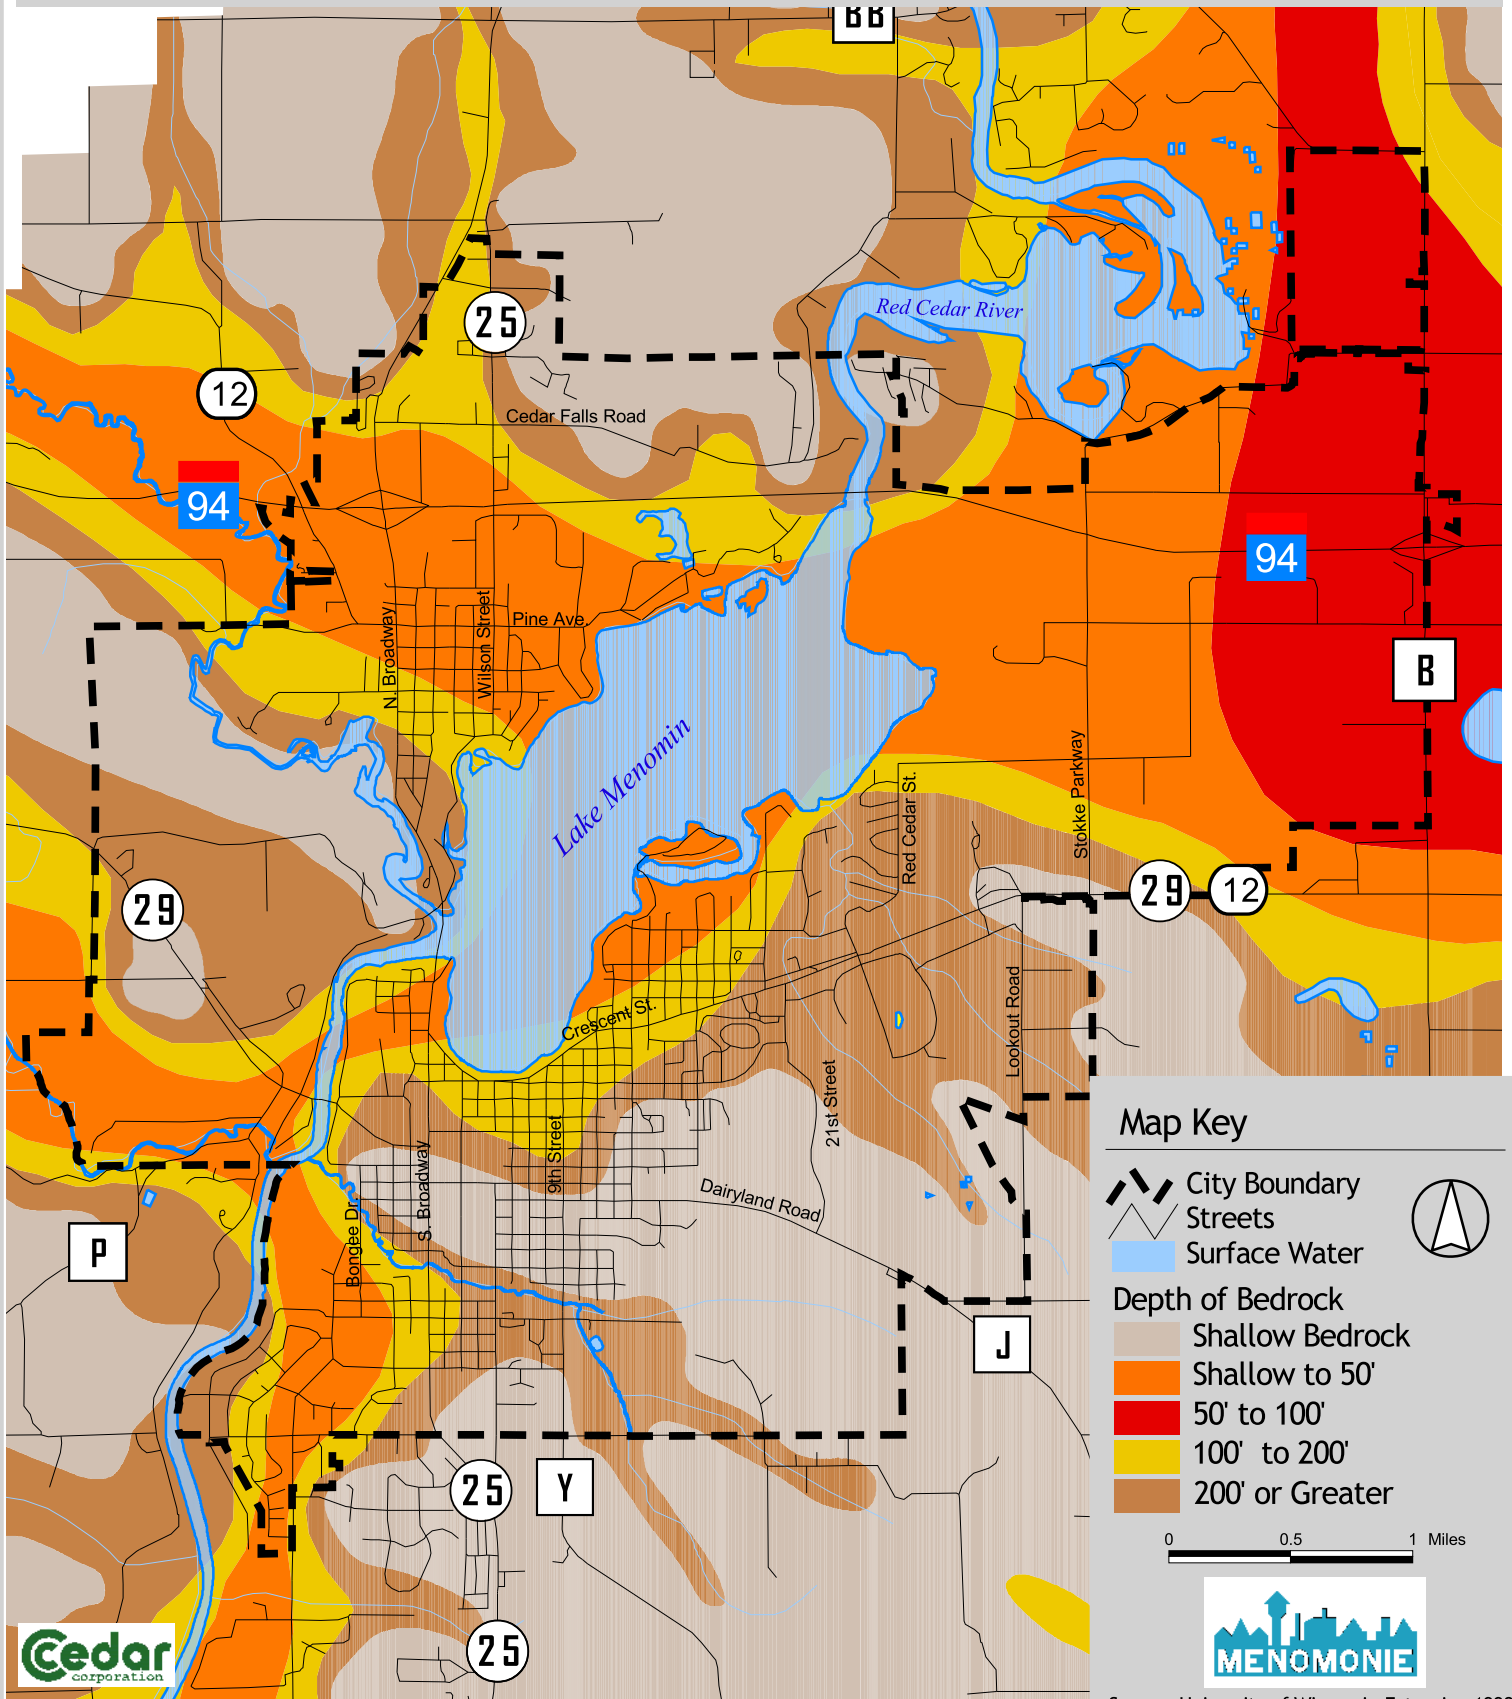 BB
Red Cedar River
25
12
Cedar Falls Road
94
94
N. Broadway
Wilson Street
Pine Ave.
B
Lake Menomin
Stokke Parkway
Red Cedar St.
29
29
12
Lookout Road
Crescent St.
21st Street
9th Street
S. Broadway
Bongee Dr.
Dairyland Road
P
J
25
Y
25
Map Key
City Boundary
Streets
Surface Water
Depth of Bedrock
Shallow Bedrock
Shallow to 50'
50' to 100'
100' to 200'
200' or Greater
0 0.5 1 Miles
Cedar
corporation
MENOMONIE